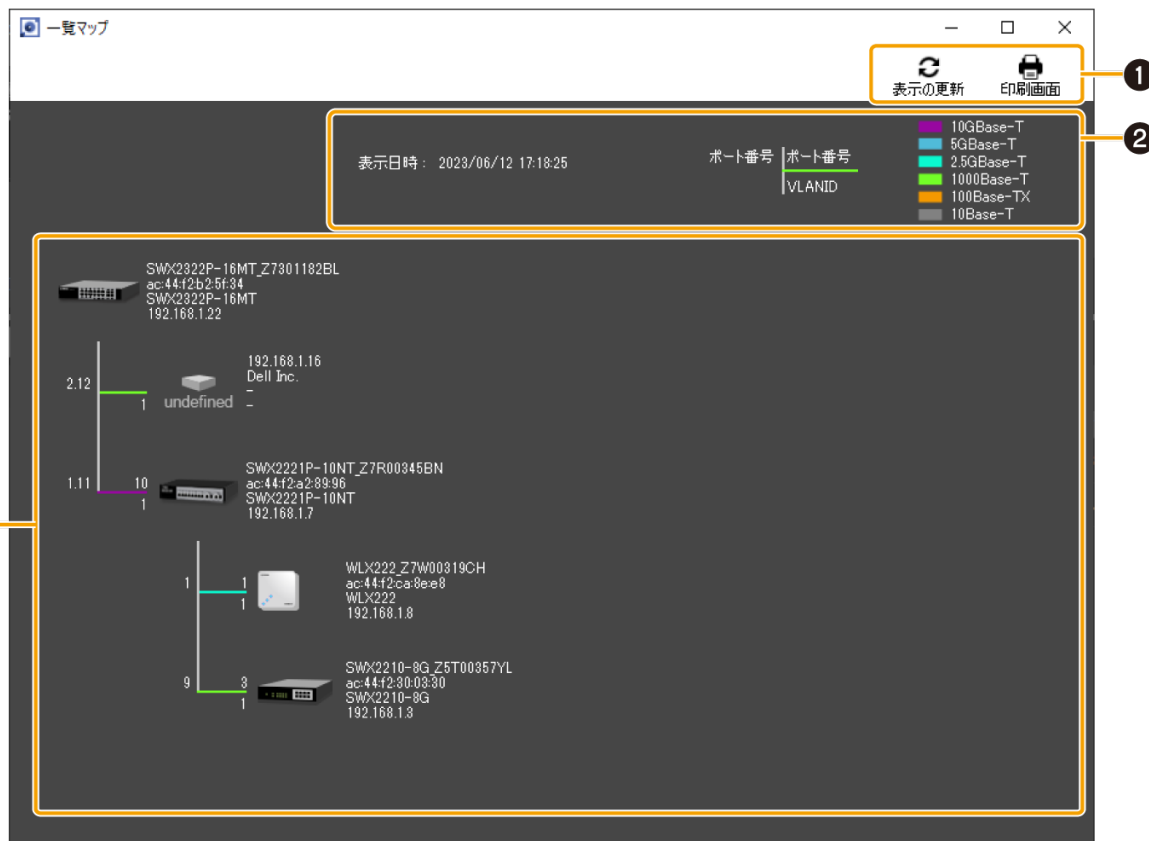 一覧マップ
表示の更新
印刷画面
❶
表示日時： 2023/06/12 17:18:25
ポート番号
ポート番号
VLANID
10GBase-T
5GBase-T
2.5GBase-T
1000Base-T
100Base-TX
10Base-T
❷
SWX2322P-16MT_Z7301182BL
ac:44:f2:b2:5f:34
SWX2322P-16MT
192.168.1.22
2.12
1
undefined
192.168.1.16
Dell Inc.
-
-
1.11
10
1
SWX2221P-10NT_Z7R00345BN
ac:44:f2:a2:89:96
SWX2221P-10NT
192.168.1.7
1
1
1
WLX222_Z7W00319CH
ac:44:f2:ca:8e:e8
WLX222
192.168.1.8
9
3
1
SWX2210-8G_Z5T00357YL
ac:44:f2:30:03:30
SWX2210-8G
192.168.1.3